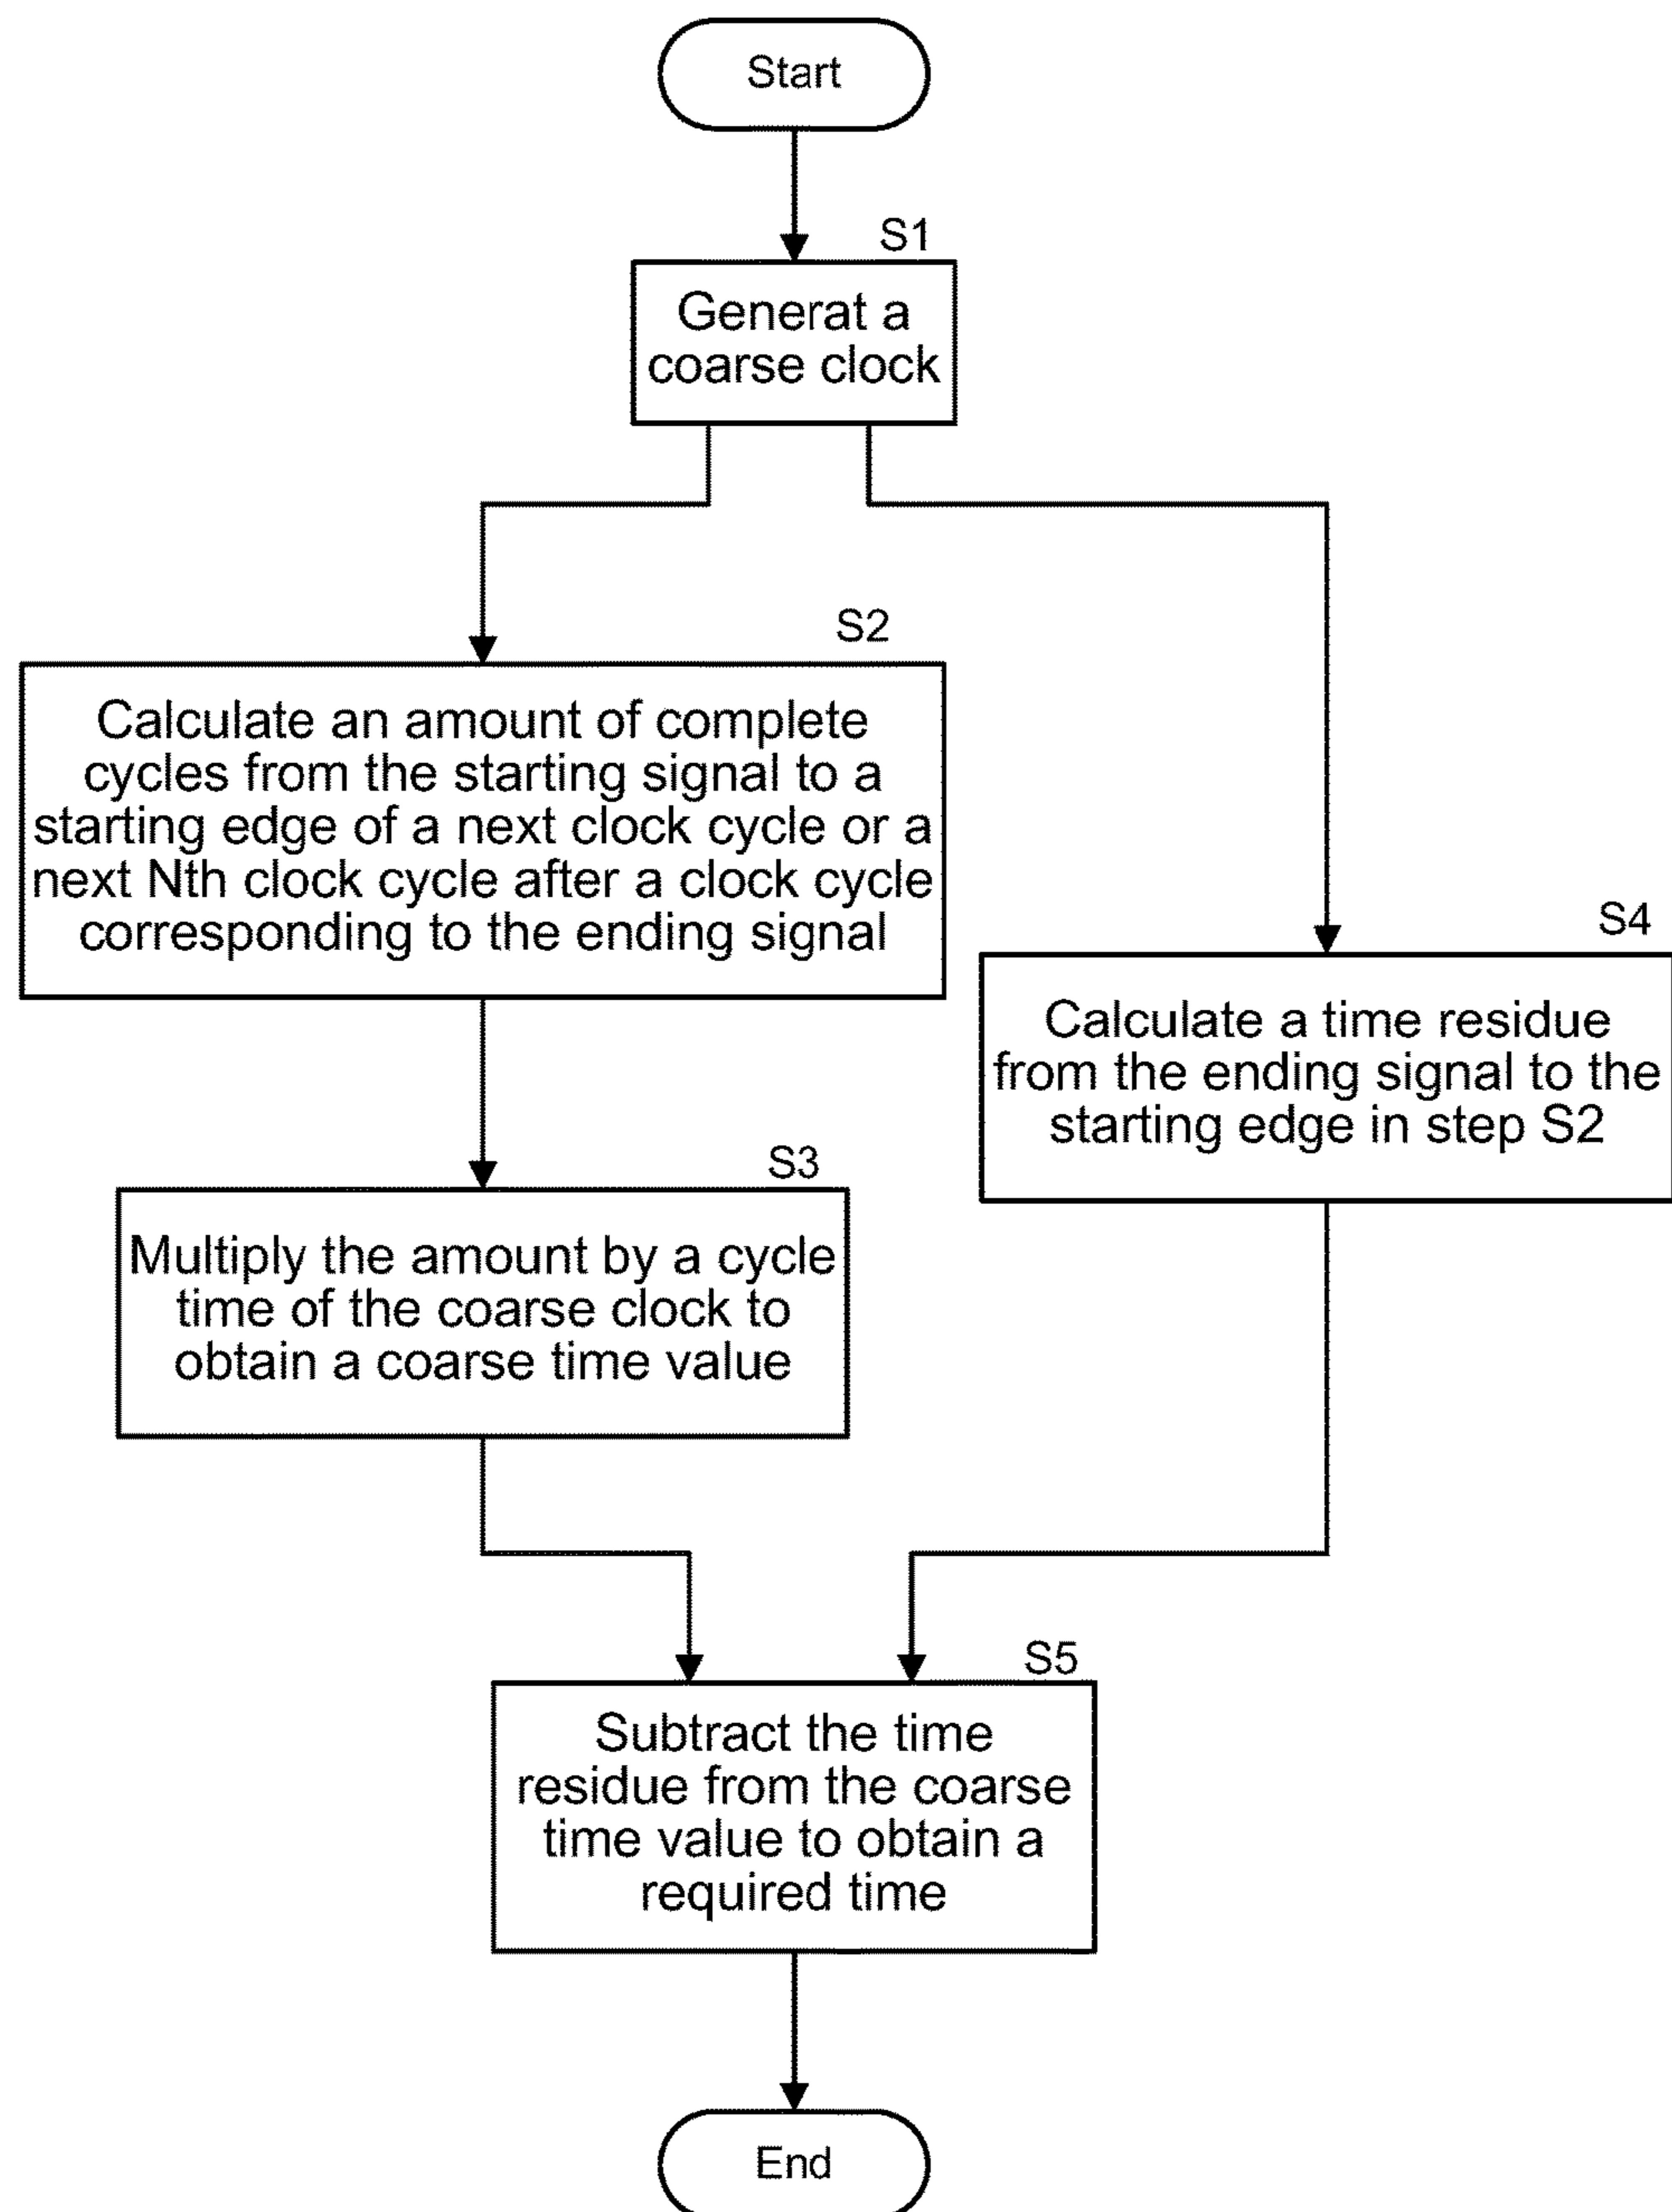 Start
S1
Generat a
coarse clock
S2
Calculate an amount of complete
cycles from the starting signal to a
starting edge of a next clock cycle or a
next Nth clock cycle after a clock cycle
corresponding to the ending signal
S4
Calculate a time residue
from the ending signal to the
starting edge in step S2
S3
Multiply the amount by a cycle
time of the coarse clock to
obtain a coarse time value
S5
Subtract the time
residue from the coarse
time value to obtain a
required time
End